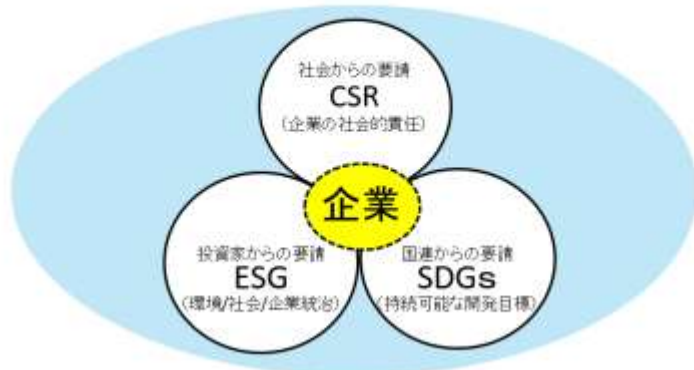 社会からの要請
CSR
(企業の社会的責任)
企業
投資家からの要請
ESG
(環境/社会/企業統治)
国連からの要請
SDGs
(持続可能な開発目標)